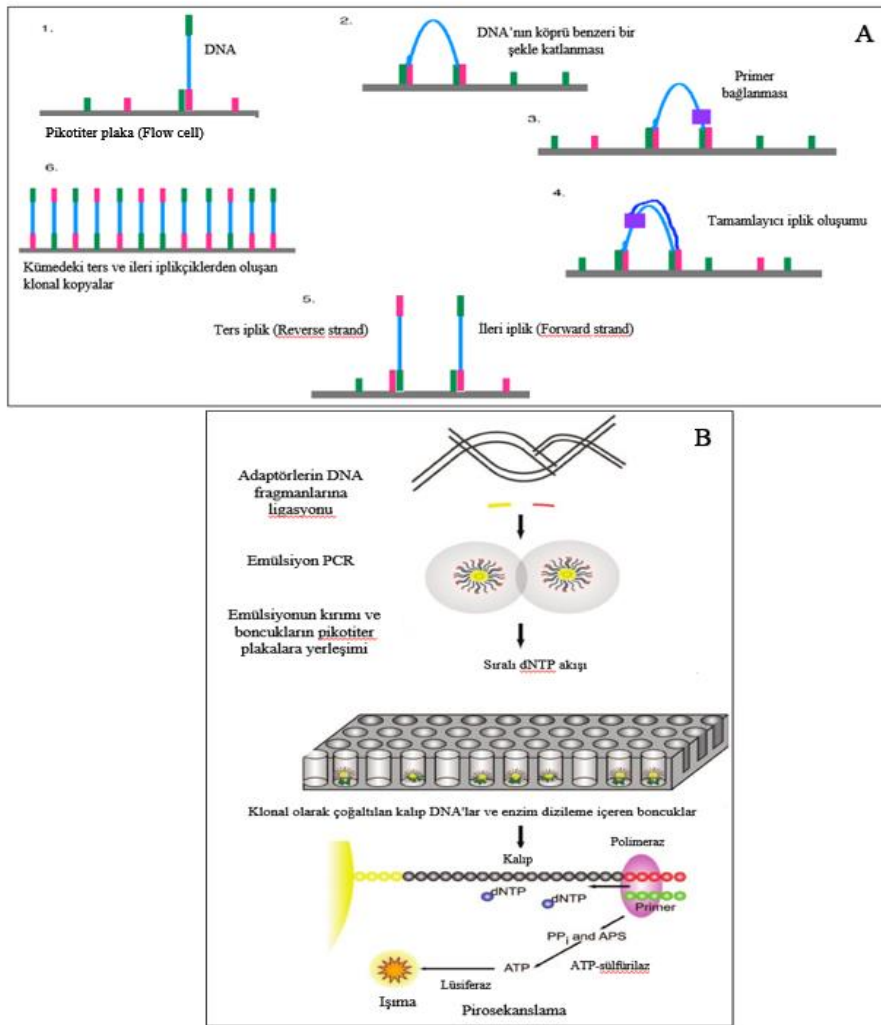 A
1.
DNA
Pikotiter plaka (Flow cell)
2.
DNA'nın köprü benzeri bir
şekle katlanması
Primer
bağlanması
3.
6.
Kümedeki ters ve ileri iplikçiklerden oluşan
klonal kopyalar
4.
Tamamlayıcı iplik oluşumu
5.
Ters iplik (Reverse strand)
İleri iplik (Forward strand)
B
Adaptörlerin DNA
fragmanlarına
ligasyonu
Emülsiyon PCR
Emülsiyonun kırımı ve
boncukların pikotiter
plakalara yerleşimi
Sıralı dNTP akışı
Klonal olarak çoğaltılan kalıp DNA'lar ve enzim dizileme içeren boncuklar
Polimeraz
Kalıp
dNTP
dNTP
Primer
PPi and APS
ATP-sülfürilaz
ATP
Lüsiferaz
Işıma
Pirosekanslama